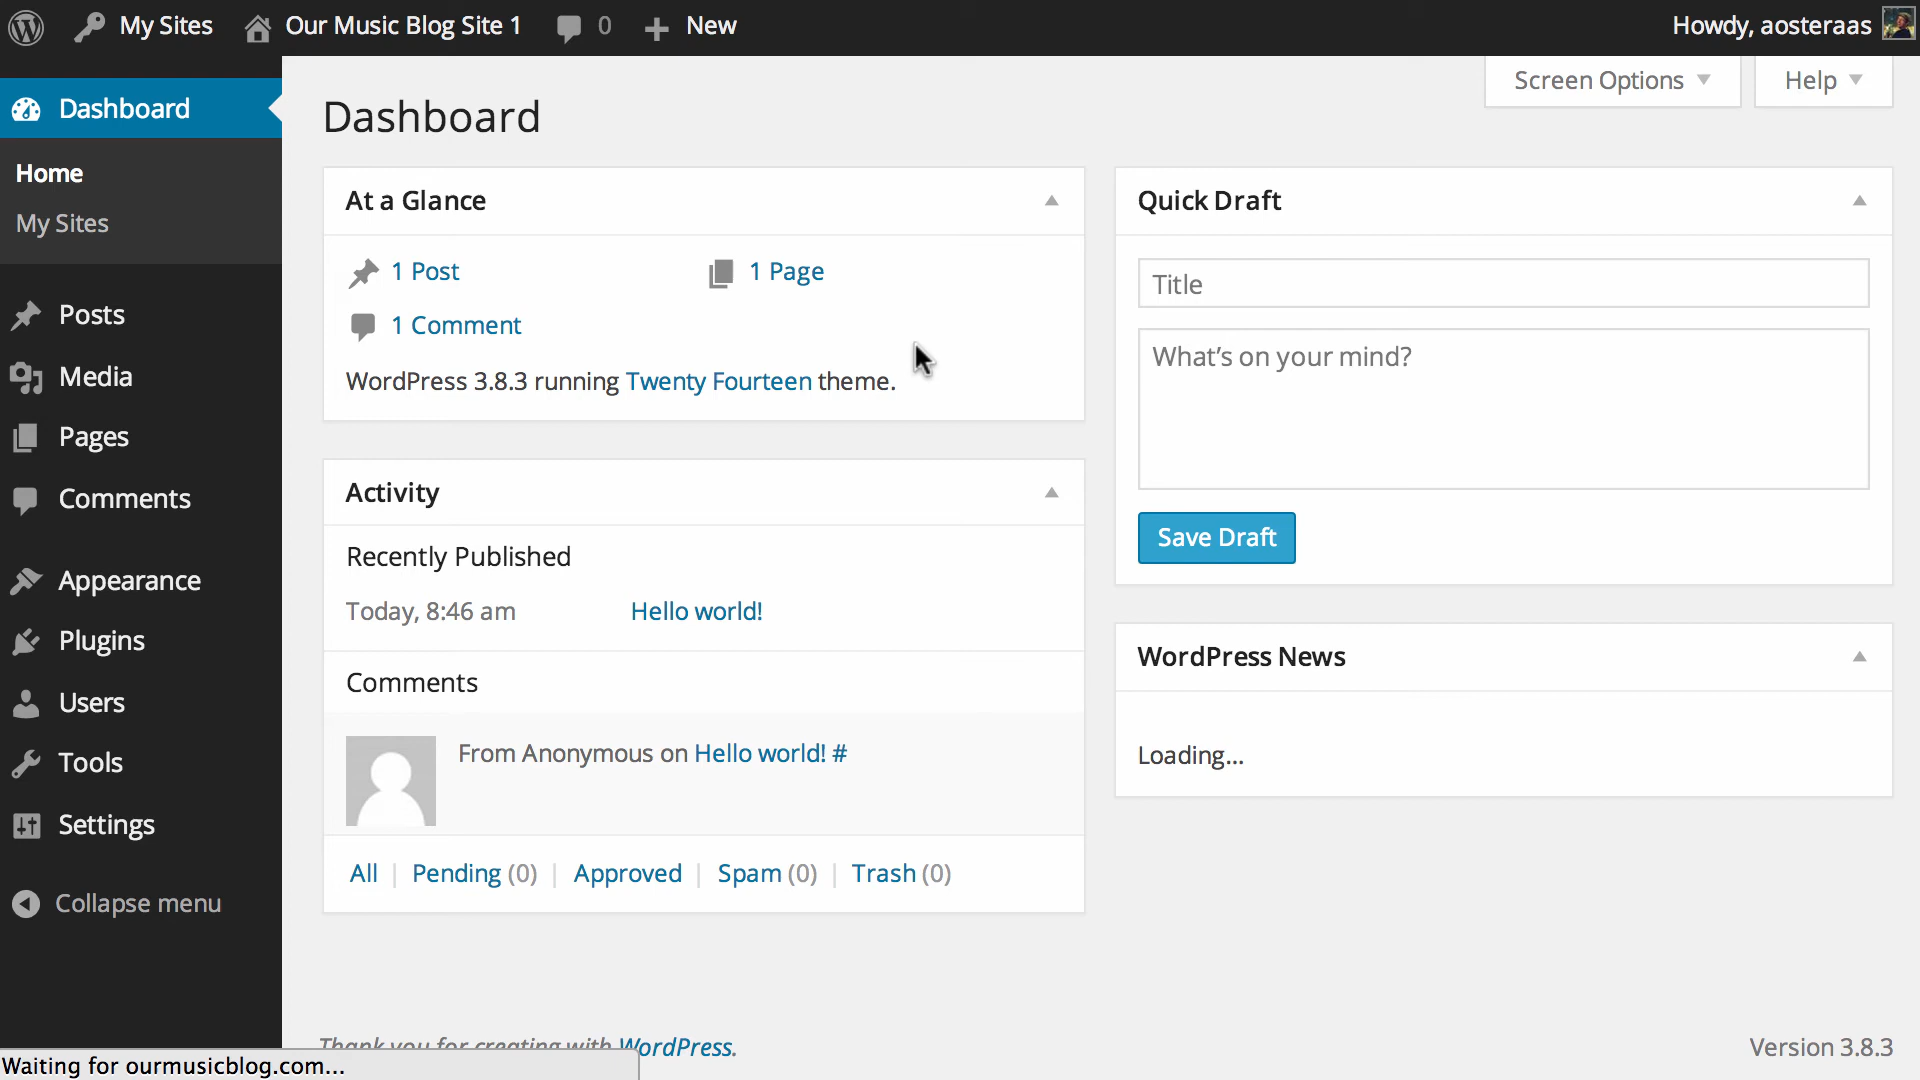 My Sites
Our Music Blog Site 1
0
New
Howdy, aosteraas
Screen Options
Help
Dashboard
Home
My Sites
Posts
Media
Pages
Comments
Appearance
Plugins
Users
Tools
Settings
Collapse menu
Dashboard
At a Glance
1 Post
1 Page
1 Comment
WordPress 3.8.3 running Twenty Fourteen theme.
Activity
Recently Published
Today, 8:46 am Hello world!
Comments
From Anonymous on Hello world! #
All | Pending (0) | Approved | Spam (0) | Trash (0)
Quick Draft
Title
What's on your mind?
Save Draft
WordPress News
Loading...
Thank you for creating with WordPress.
Version 3.8.3
Waiting for ourmusicblog.com...